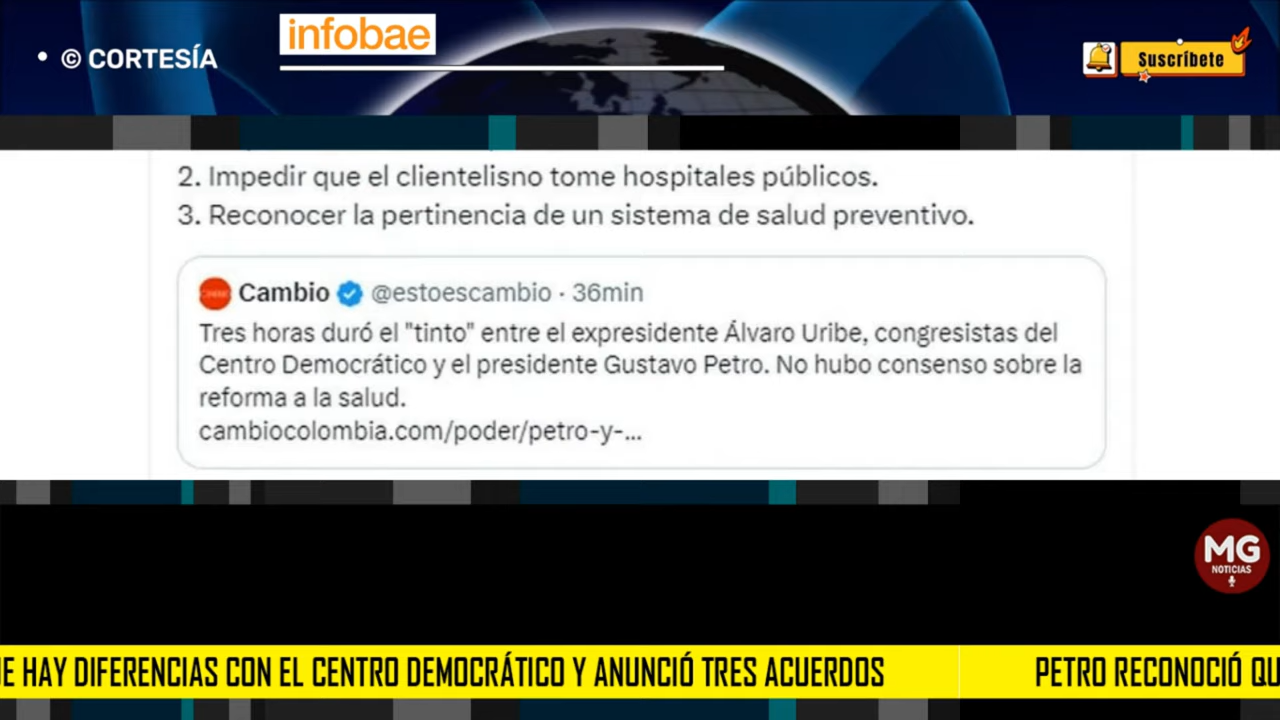 • © CORTESÍA
infobae
Suscríbete
2. Impedir que el clientelisno tome hospitales públicos.
3. Reconocer la pertinencia de un sistema de salud preventivo.
Cambio @estoescambio · 36min
Tres horas duró el "tinto" entre el expresidente Álvaro Uribe, congresistas del
Centro Democrático y el presidente Gustavo Petro. No hubo consenso sobre la
reforma a la salud.
cambiocolombia.com/poder/petro-y-...
MG
NOTICIAS
E HAY DIFERENCIAS CON EL CENTRO DEMOCRÁTICO Y ANUNCIÓ TRES ACUERDOS PETRO RECONOCIÓ QU